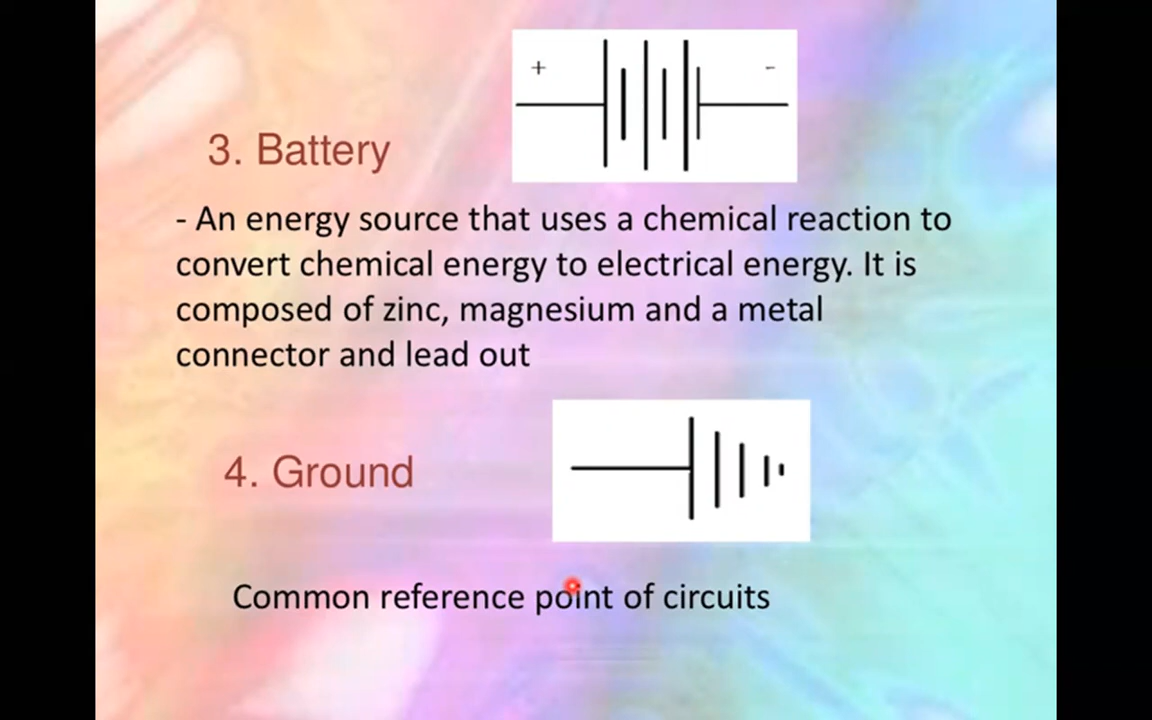 + -
3. Battery
- An energy source that uses a chemical reaction to
convert chemical energy to electrical energy. It is
composed of zinc, magnesium and a metal
connector and lead out
4. Ground
Common reference point of circuits